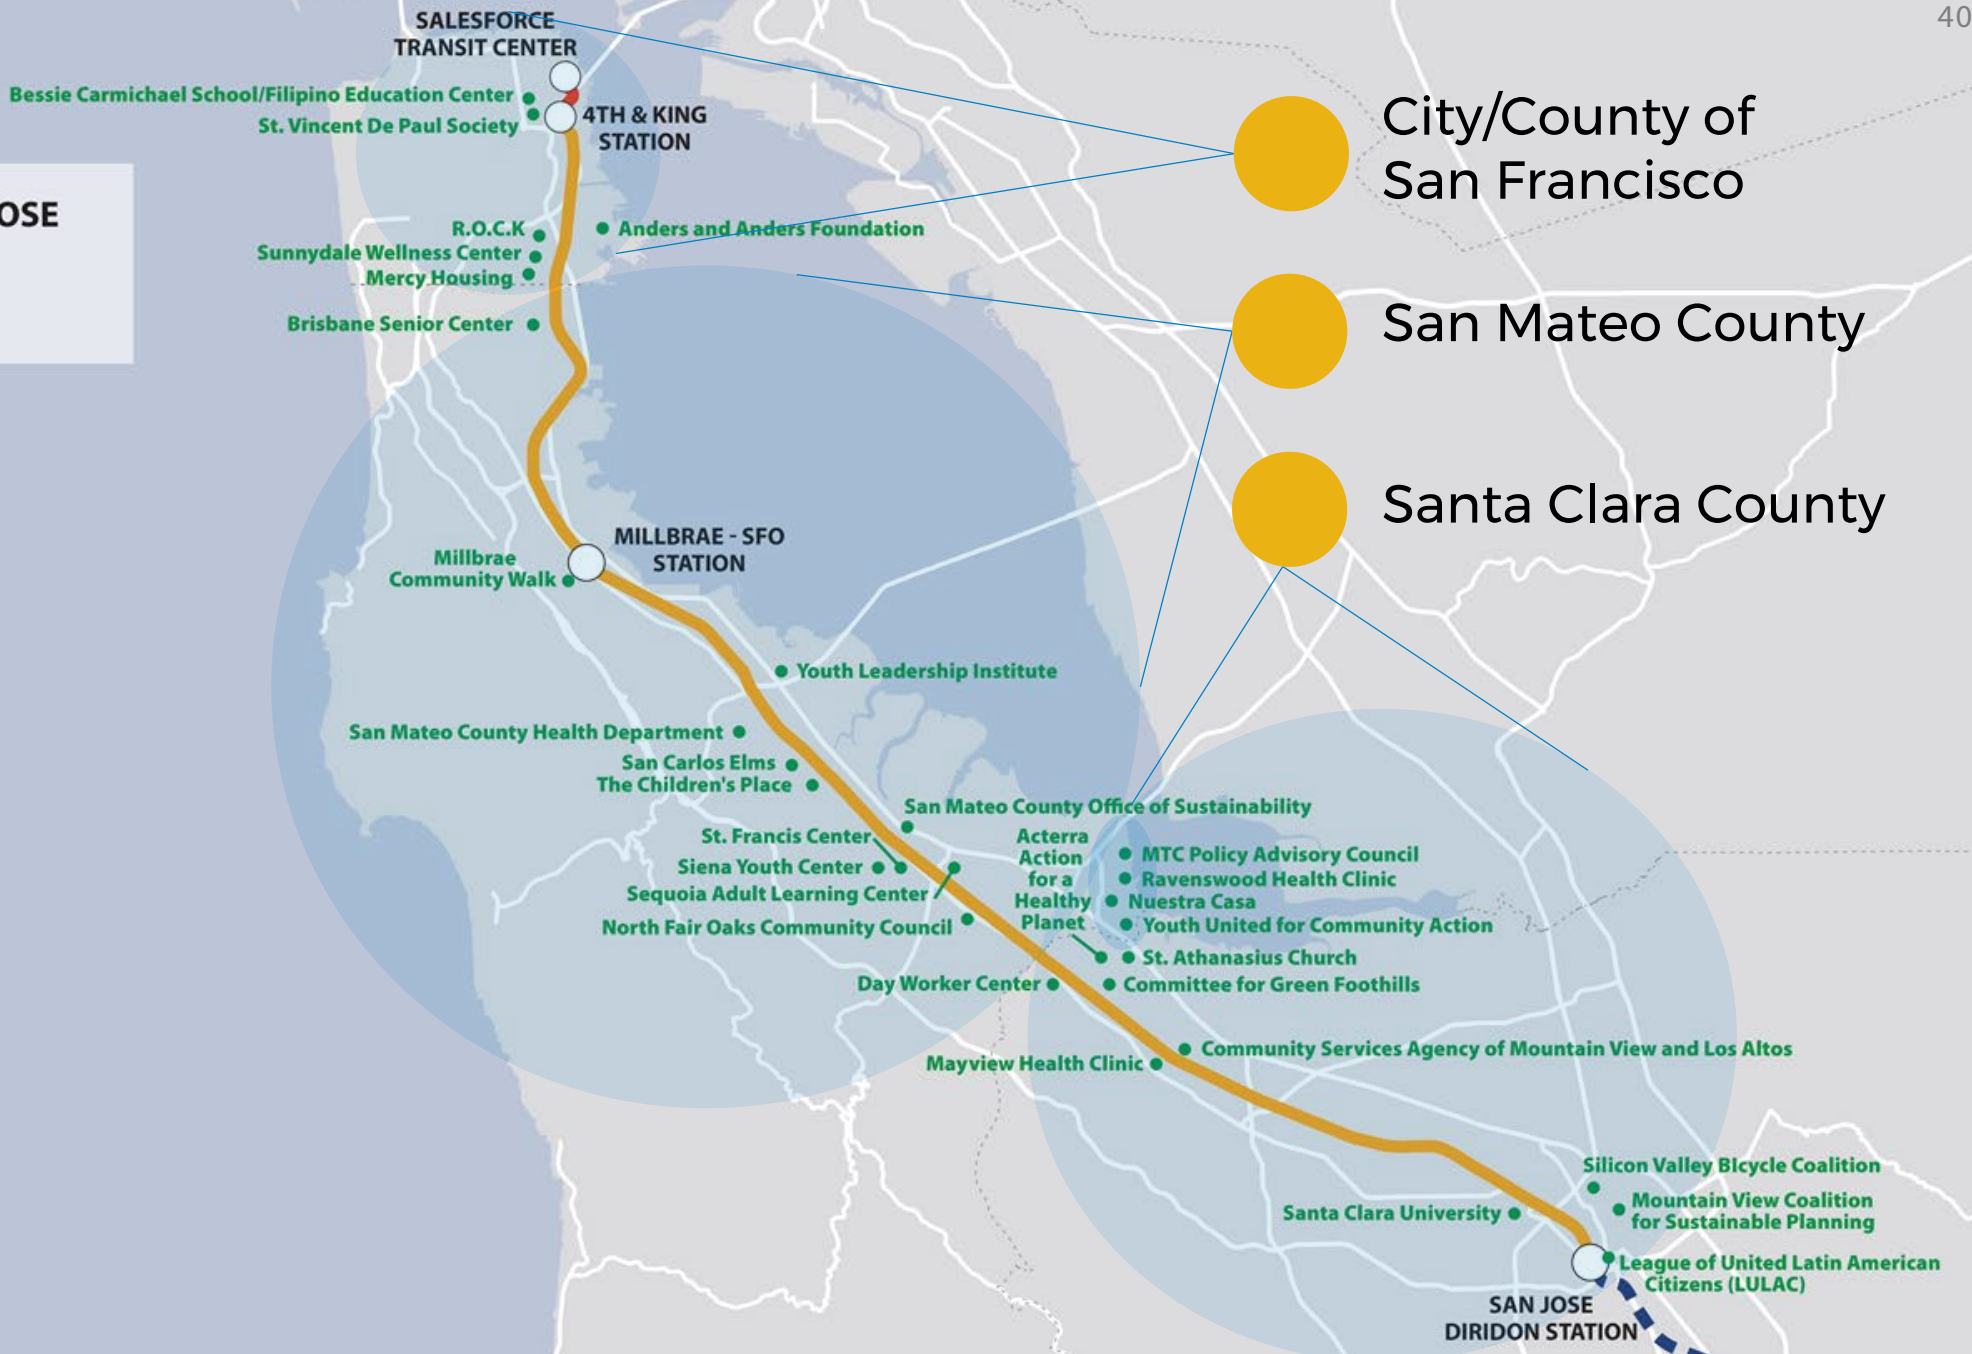 40
SALESFORCE
TRANSIT CENTER
Bessie Carmichael School/Filipino Education Center
St. Vincent De Paul Society
4TH & KING
STATION
City/County of
San Francisco
OSE
R.O.C.K
Anders and Anders Foundation
Sunnydale Wellness Center
Mercy Housing
Brisbane Senior Center
San Mateo County
Santa Clara County
MILLBRAE - SFO
STATION
Millbrae
Community Walk
Youth Leadership Institute
San Mateo County Health Department
San Carlos Elms
The Children's Place
San Mateo County Office of Sustainability
St. Francis Center
Siena Youth Center
Sequoia Adult Learning Center
North Fair Oaks Community Council
Acterra
Action
for a
Healthy
Planet
MTC Policy Advisory Council
Ravenswood Health Clinic
Nuestra Casa
Youth United for Community Action
St. Athanasius Church
Day Worker Center
Committee for Green Foothills
Community Services Agency of Mountain View and Los Altos
Mayview Health Clinic
Silicon Valley BIcycle Coalition
Mountain View Coalition
for Sustainable Planning
Santa Clara University
League of United Latin American
Citizens (LULAC)
SAN JOSE
DIRIDON STATION